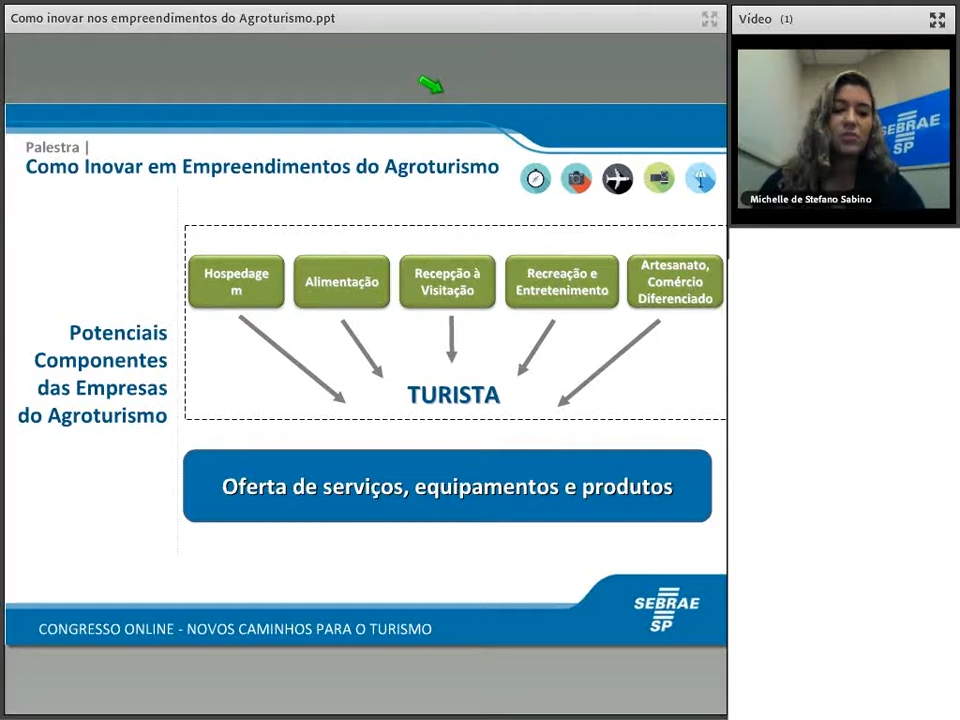 Como inovar nos empreendimentos do Agroturismo.ppt
Vídeo (1)
SEBRAE
SP
Michelle de Stefano Sabino
Palestra |
Como Inovar em Empreendimentos do Agroturismo
Hospedage
m
Alimentação
Recepção à
Visitação
Recreação e
Entretenimento
Artesanato,
Comércio
Diferenciado
Potenciais
Componentes
das Empresas
do Agroturismo
TURISTA
Oferta de serviços, equipamentos e produtos
SEBRAE
SP
CONGRESSO ONLINE - NOVOS CAMINHOS PARA O TURISMO